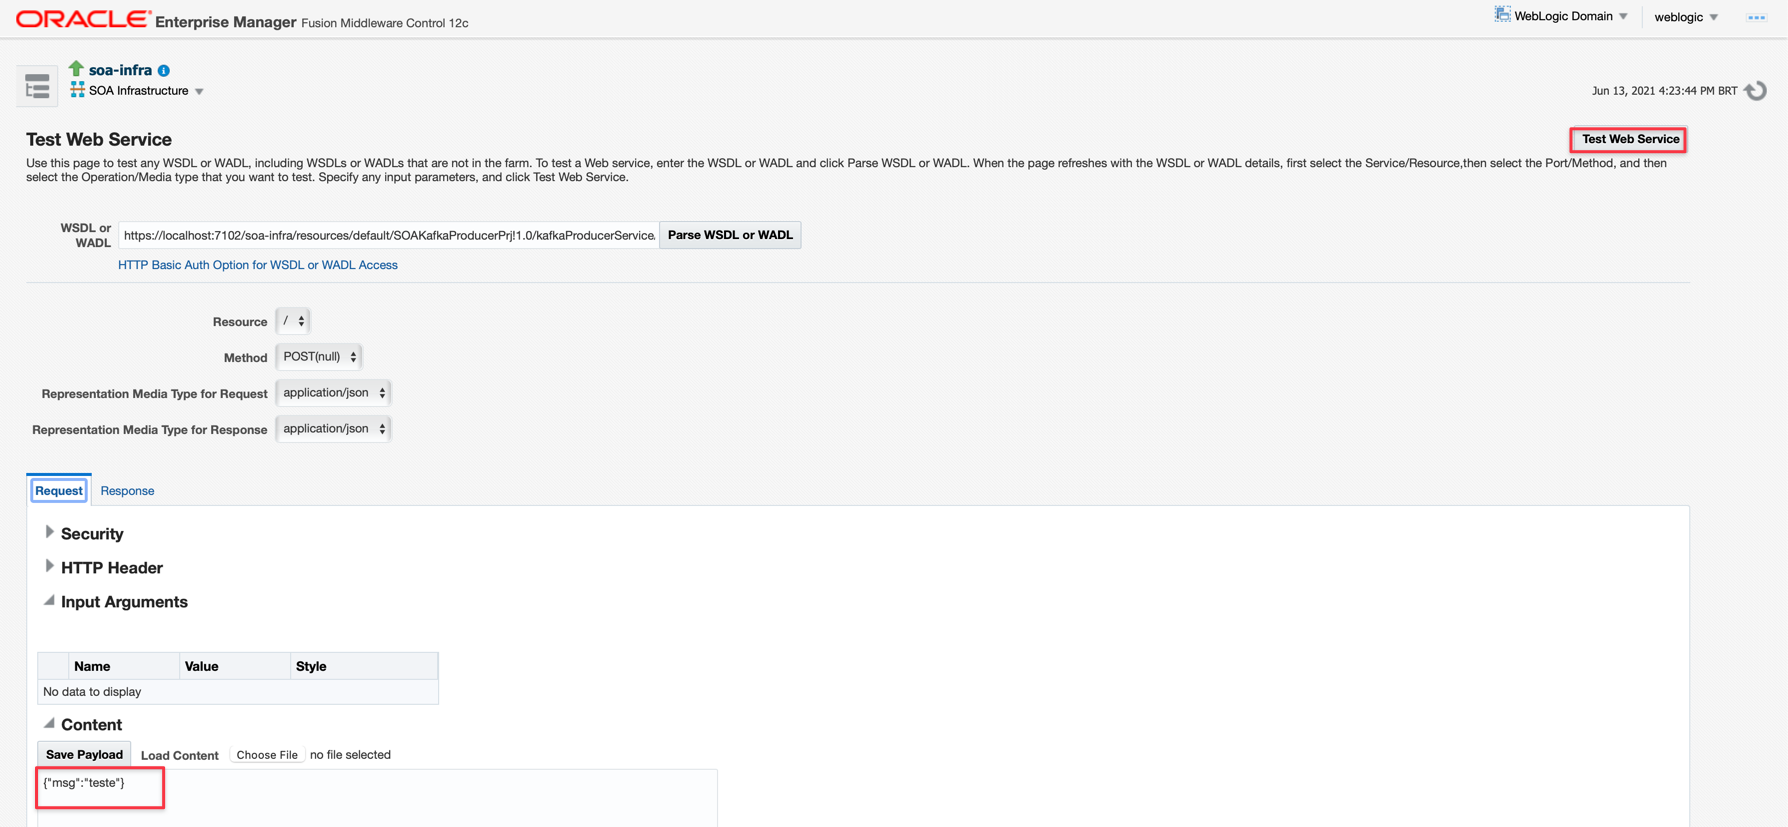 ORACLE® Enterprise Manager Fusion Middleware Control 12c
WebLogic Domain weblogic
soa-infra
SOA Infrastructure
Jun 13, 2021 4:23:44 PM BRT
Test Web Service
Test Web Service
Use this page to test any WSDL or WADL, including WSDLs or WADLs that are not in the farm. To test a Web service, enter the WSDL or WADL and click Parse WSDL or WADL. When the page refreshes with the WSDL or WADL details, first select the Service/Resource,then select the Port/Method, and then
select the Operation/Media type that you want to test. Specify any input parameters, and click Test Web Service.
WSDL or
WADL
https://localhost:7102/soa-infra/resources/default/SOAKafkaProducerPrj!1.0/kafkaProducerService.
Parse WSDL or WADL
HTTP Basic Auth Option for WSDL or WADL Access
Resource /
Method POST(null)
Representation Media Type for Request application/json
Representation Media Type for Response application/json
Request Response
Security
HTTP Header
Input Arguments
Name Value Style
No data to display
Content
Save Payload Load Content Choose File no file selected
{"msg":"teste"}